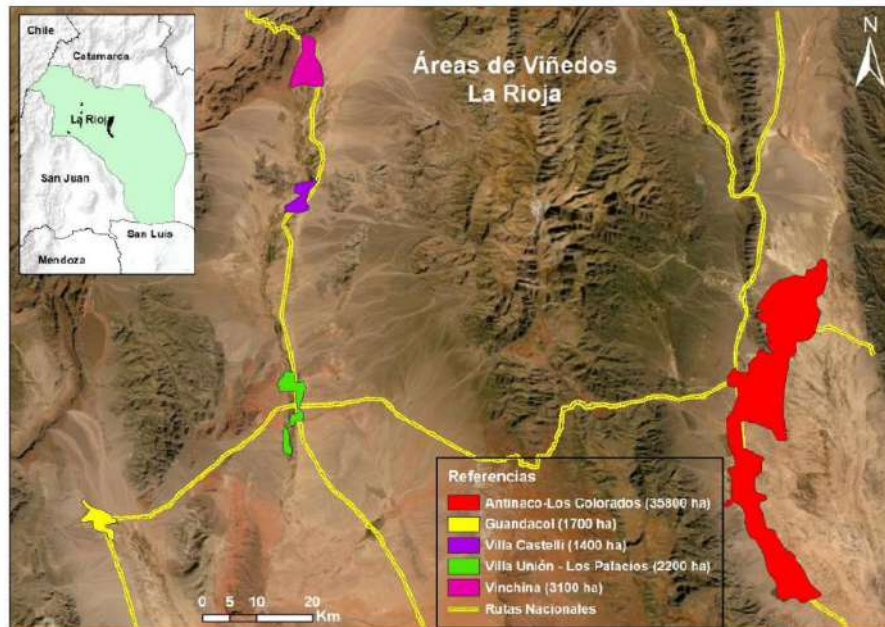 Chile
Catamarca
La Rioja
San Juan
San Luis
Mendoza
Áreas de Viñedos
La Rioja
N
Referencias
Antinaco-Los Colorados (35800 ha)
Guandacol (1700 ha)
Villa Castelli (1400 ha)
Villa Unión - Los Palacios (2200 ha)
Vinchina (3100 ha)
Rutas Nacionales
0 5 10 20
Km